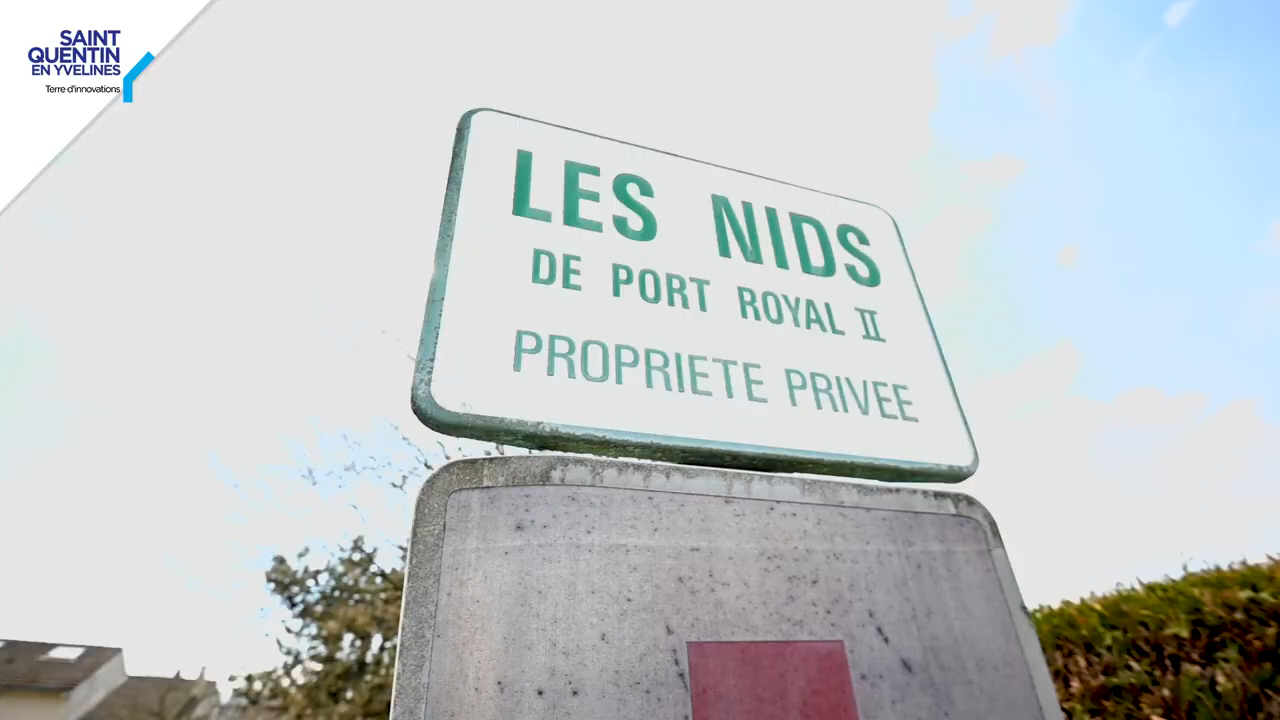 SAINT
QUENTIN
EN YVELINES
Terre d'innovations
LES NIDS
DE PORT ROYAL II
PROPRIETE PRIVEE